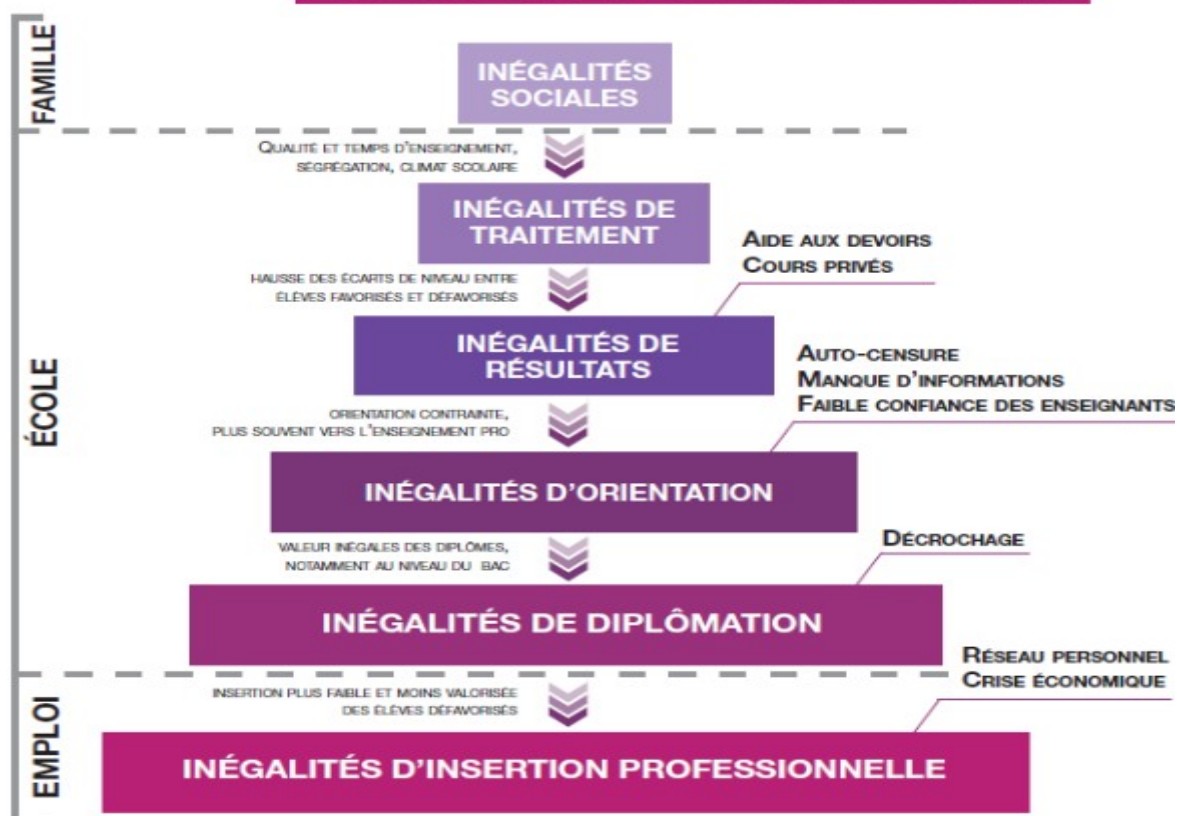 FAMILLE
INÉGALITÉS
SOCIALES
QUALITÉ ET TEMPS D'ENSEIGNEMENT,
SÉGRÉGATION, CLIMAT SCOLAIRE
ÉCOLE
INÉGALITÉS DE
TRAITEMENT
HAUSSE DES ÉCARTS DE NIVEAU ENTRE
ÉLÈVES FAVORISÉS ET DÉFAVORISÉS
AIDE AUX DEVOIRS
COURS PRIVÉS
INÉGALITÉS DE
RÉSULTATS
ORIENTATION CONTRAINTE,
PLUS SOUVENT VERS L'ENSEIGNEMENT PRO
AUTO-CENSURE
MANQUE D'INFORMATIONS
FAIBLE CONFIANCE DES ENSEIGNANTS
INÉGALITÉS D'ORIENTATION
VALEUR INÉGALES DES DIPLÔMES,
NOTAMMENT AU NIVEAU DU BAC
DÉCROCHAGE
INÉGALITÉS DE DIPLÔMATION
EMPLOI
INSERTION PLUS FAIBLE ET MOINS VALORISÉE
DES ÉLÈVES DÉFAVORISÉS
RÉSEAU PERSONNEL
CRISE ÉCONOMIQUE
INÉGALITÉS D'INSERTION PROFESSIONNELLE